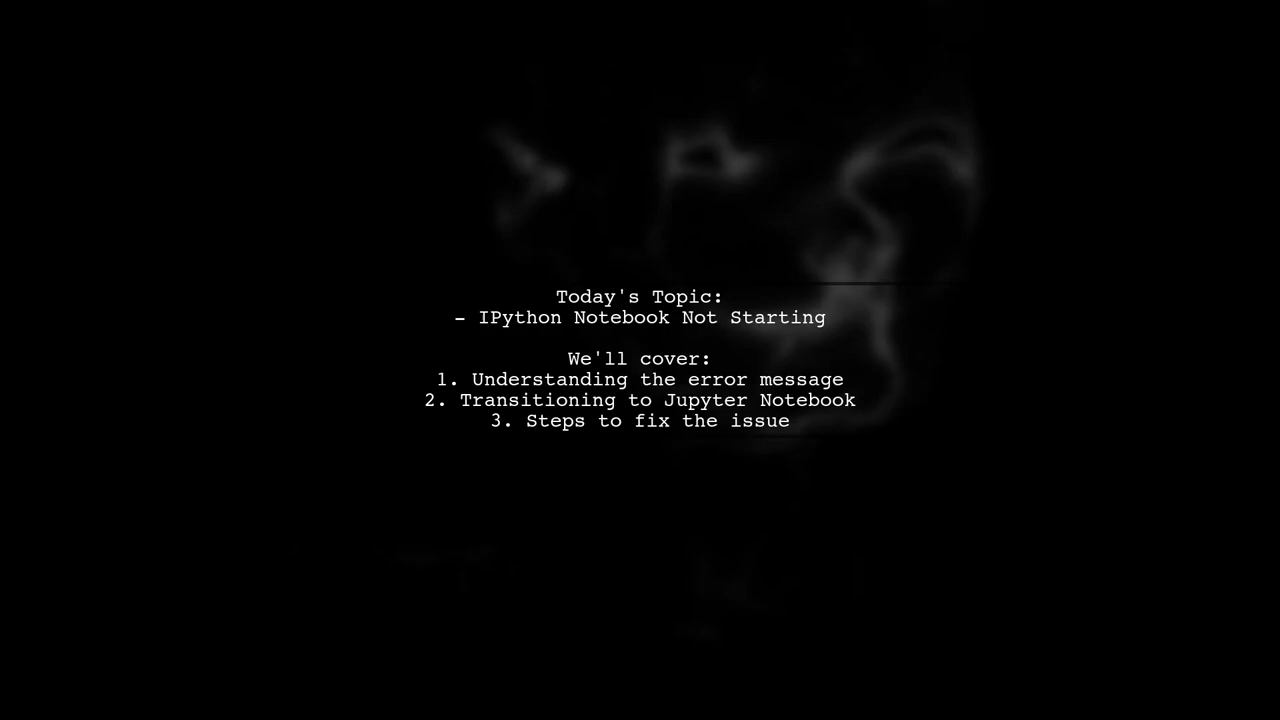 Today's Topic:
– IPython Notebook Not Starting
We'll cover:
1. Understanding the error message
2. Transitioning to Jupyter Notebook
3. Steps to fix the issue